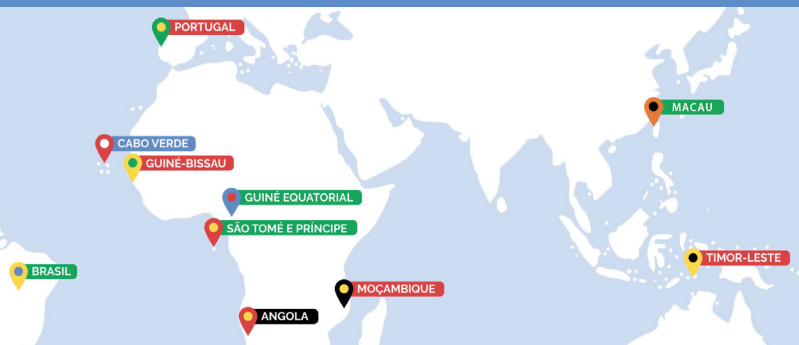 PORTUGAL
MACAU
CABO VERDE
GUINÉ-BISSAU
GUINÉ EQUATORIAL
SÃO TOMÉ E PRÍNCIPE
TIMOR-LESTE
BRASIL
MOÇAMBIQUE
ANGOLA